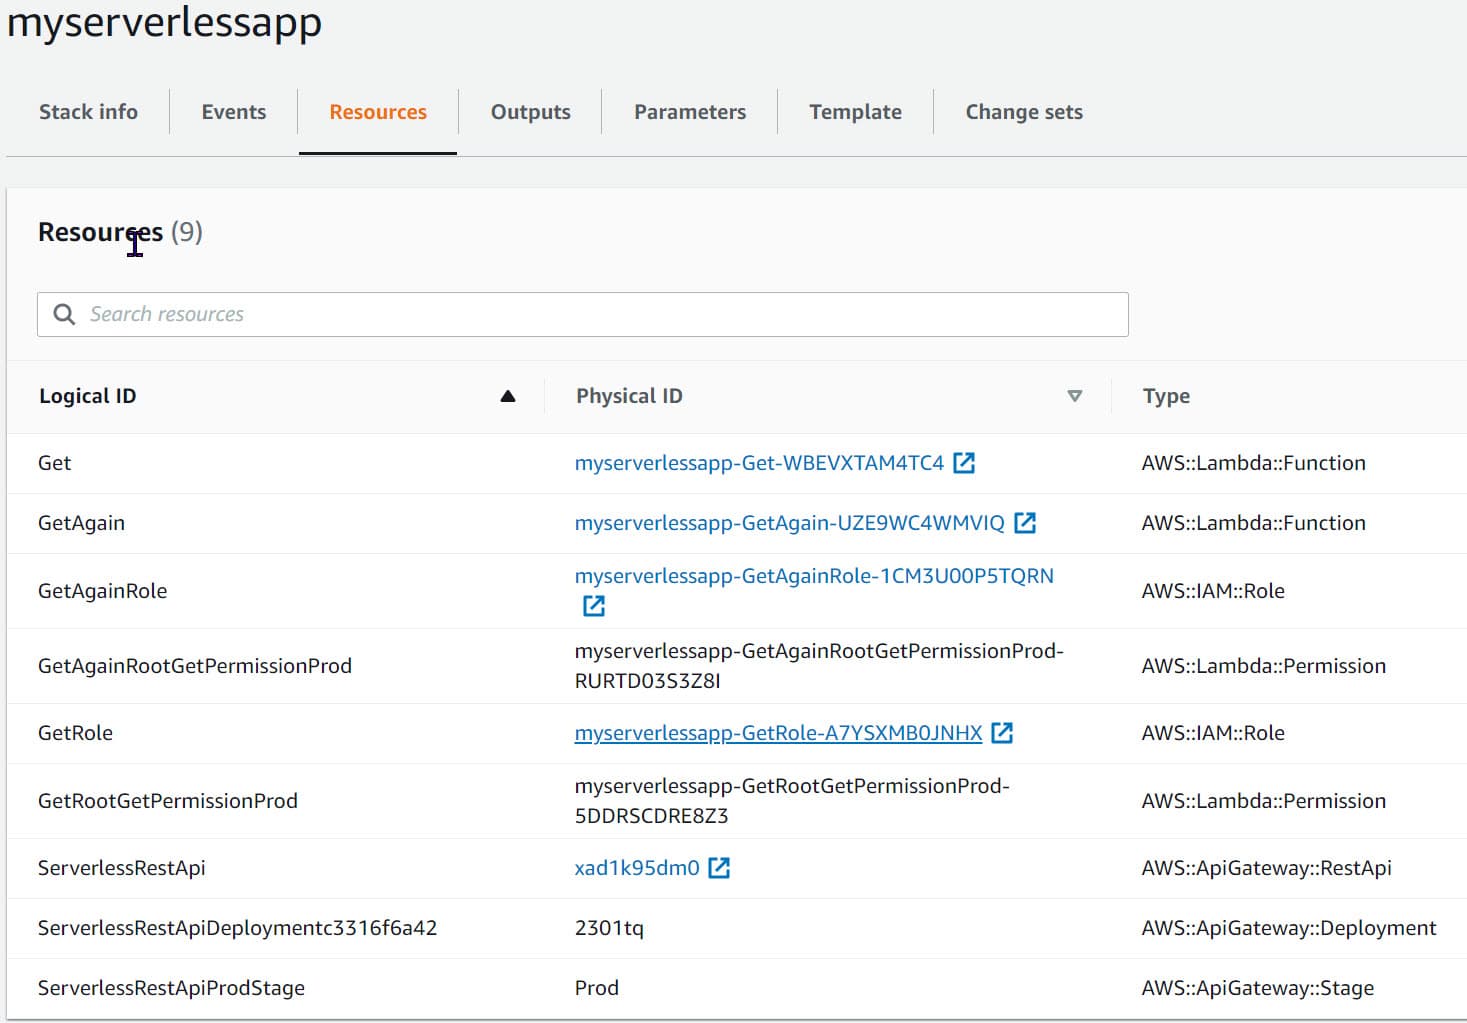 myserverlessapp
Stack info Events Resources Outputs Parameters Template Change sets
Resources (9)
Search resources
Logical ID Physical ID Type
Get myserverlessapp-Get-WBEVXTAM4TC4 AWS::Lambda::Function
GetAgain myserverlessapp-GetAgain-UZE9WC4WMVIQ AWS::Lambda::Function
GetAgainRole myserverlessapp-GetAgainRole-1CM3U00P5TQRN AWS::IAM::Role
GetAgainRootGetPermissionProd myserverlessapp-GetAgainRootGetPermissionProd- AWS::Lambda::Permission
RURTD03S3Z8I
GetRole myserverlessapp-GetRole-A7YSXMB0JNHX AWS::IAM::Role
GetRootGetPermissionProd myserverlessapp-GetRootGetPermissionProd- AWS::Lambda::Permission
5DDRSCDRE8Z3
ServerlessRestApi xad1k95dm0 AWS::ApiGateway::RestApi
ServerlessRestApiDeploymentc3316f6a42 2301tq AWS::ApiGateway::Deployment
ServerlessRestApiProdStage Prod AWS::ApiGateway::Stage